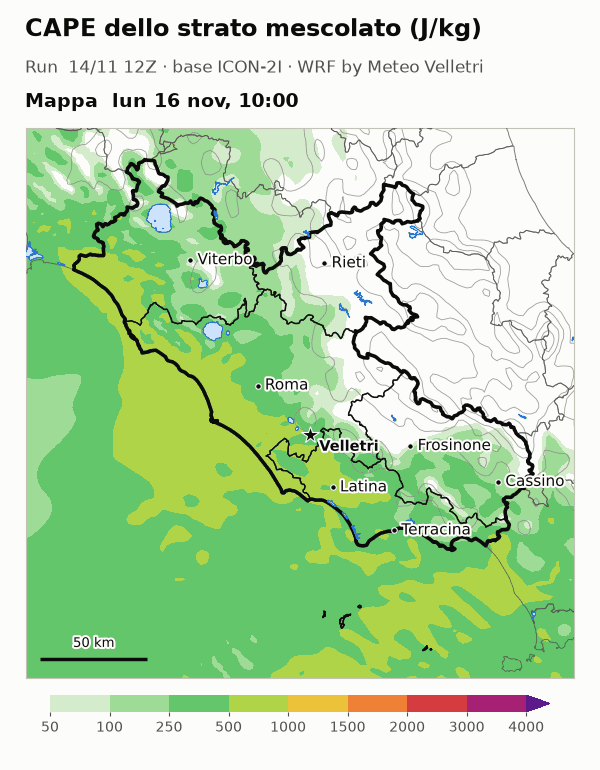 CAPE dello strato mescolato (J/kg)
Run  14/11 12Z · base ICON-2I · WRF by Meteo Velletri
Mappa  lun 16 nov, 10:00
Viterbo
Rieti
Roma
Velletri
Frosinone
Cassino
Latina
Terracina
50 km
50 100 250 500 1000 1500 2000 3000 4000